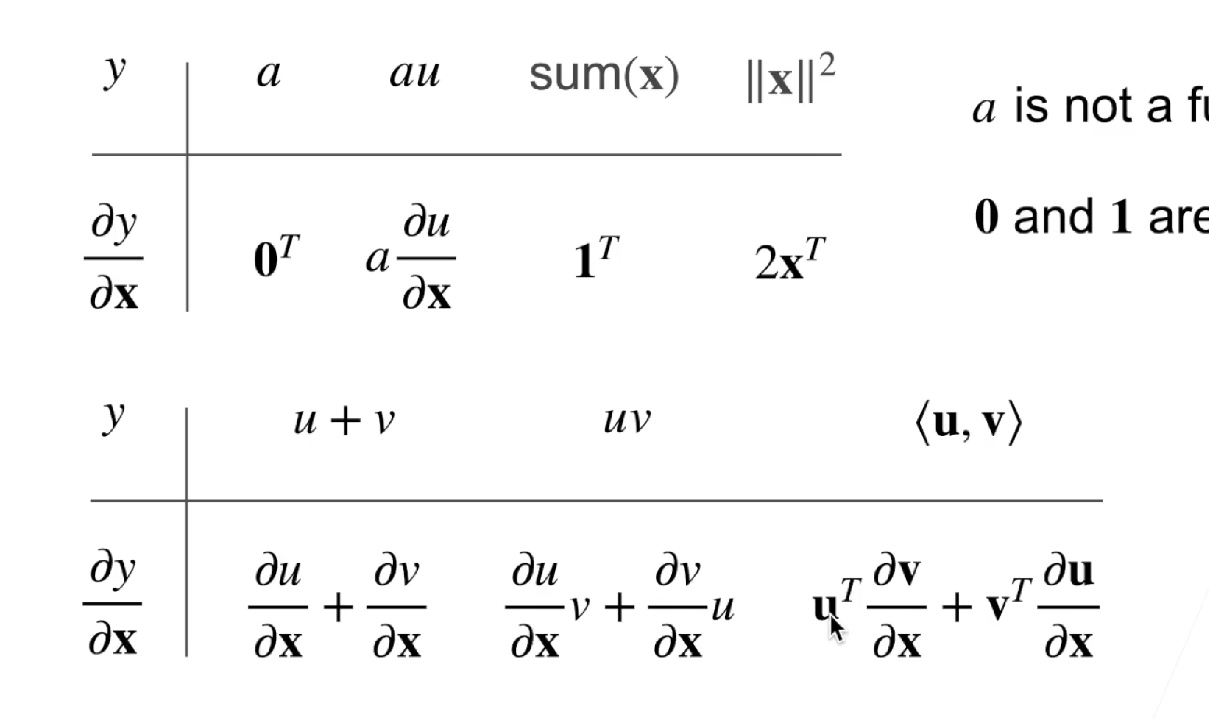 y a au sum(x) ‖x‖²
a is not a
∂y/∂x 0ᵀ a ∂u/∂x 1ᵀ 2xᵀ
0 and 1 are
y u + v uv ⟨u, v⟩
∂y/∂x ∂u/∂x + ∂v/∂x ∂u/∂x v + ∂v/∂x u uᵀ ∂v/∂x + vᵀ ∂u/∂x